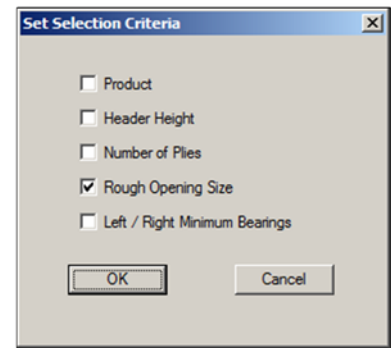 Set Selection Criteria
Product
Header Height
Number of Plies
Rough Opening Size
Left / Right Minimum Bearings
OK Cancel